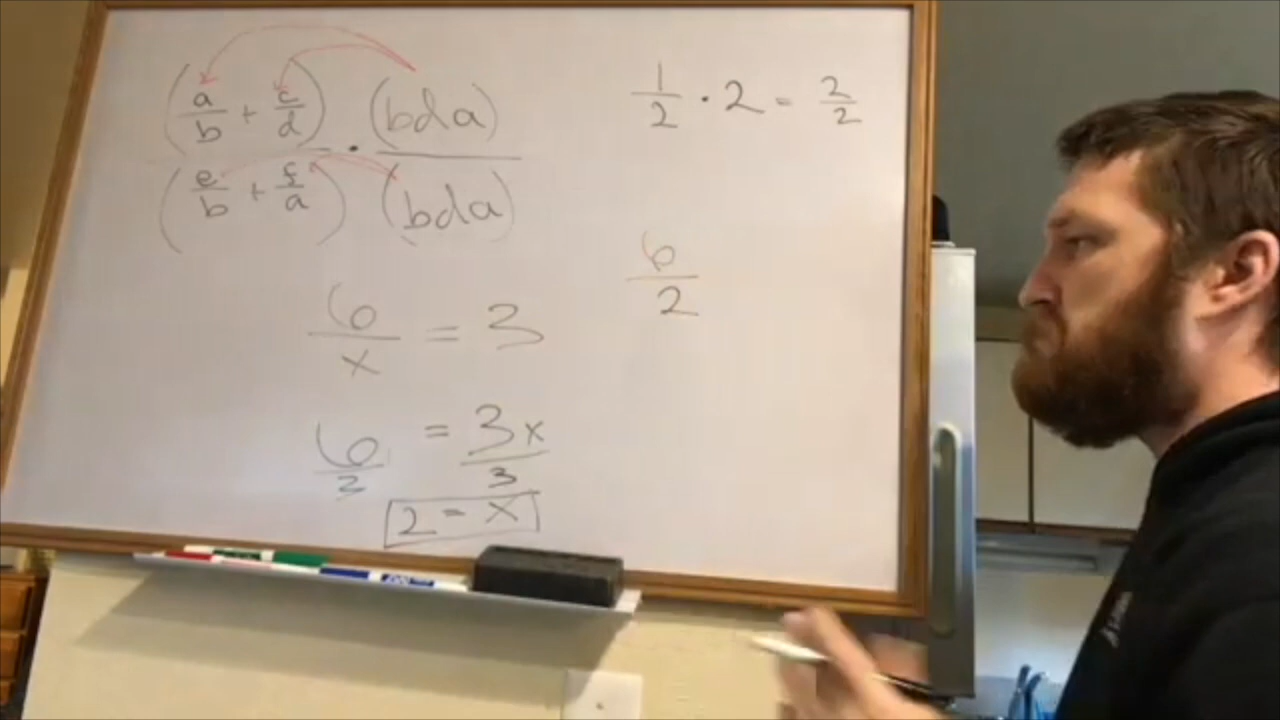 (a/b + c/d) · (bda)
(e/b + f/a) (bda)
6/x = 3
6/3 = 3x/3
2 = x
1/2 · 2 = 2/2
6/2